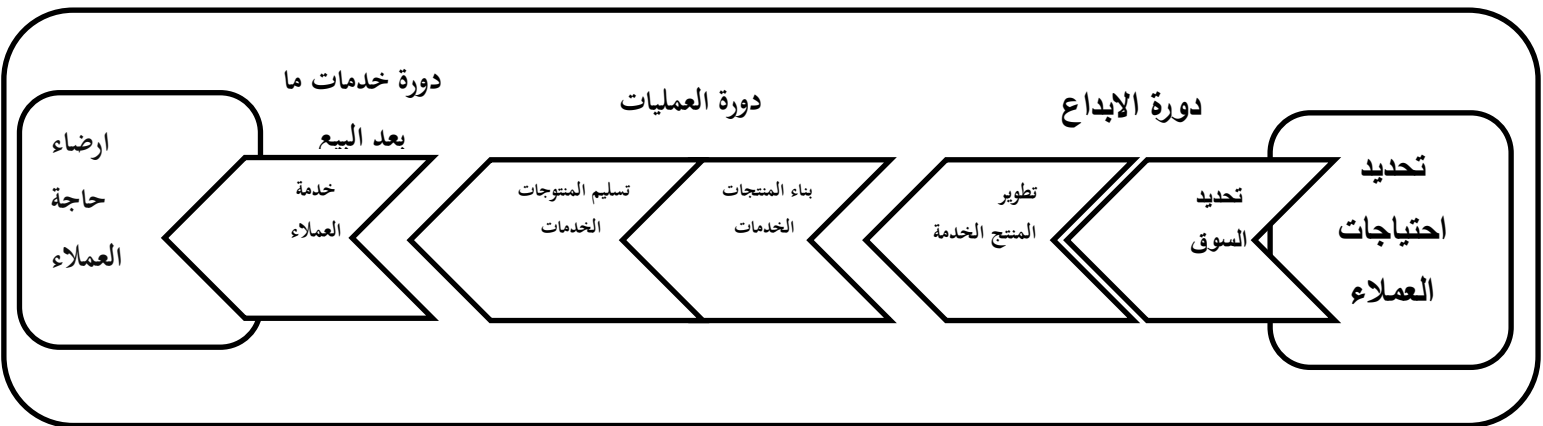 تحديد
احتياجات
العملاء
دورة الابداع
تحديد
السوق
تطوير
المنتج الخدمة
دورة العمليات
بناء المنتجات
الخدمات
تسليم المنتوجات
الخدمات
دورة خدمات ما
بعد البيع
خدمة
العملاء
ارضاء
حاجة
العملاء